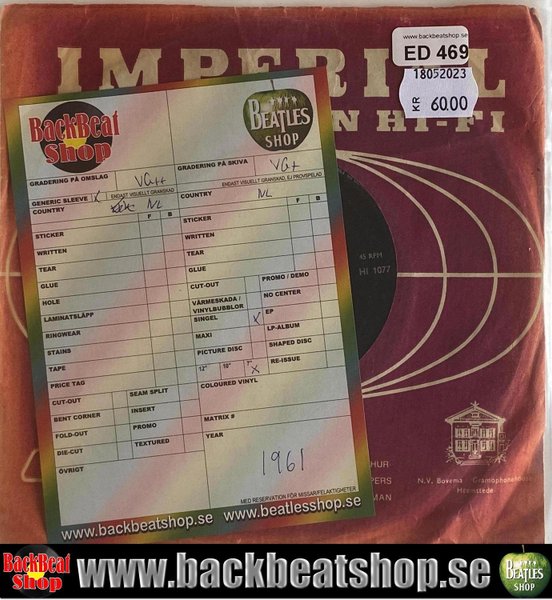 www.backbeatshop.se
ED 469
18052023
KR 60.00
IMPERIAL
N HI-FI
BackBeat Shop
BEATLES SHOP
GRADERING PÅ OMSLAG VG++
GRADERING PÅ SKIVA VG+
ENDAST VISUELLT GRANSKAD
ENDAST VISUELLT GRANSKAD, EJ PROVSPELAD
GENERIC SLEEVE X
COUNTRY NL
COUNTRY NL
F B
F B
STICKER
STICKER
WRITTEN
WRITTEN
TEAR
TEAR
GLUE
GLUE
HOLE
CUT-OUT
PROMO / DEMO
LAMINATSLÄPP
VÄRMESKADA / VINYLBUBBLOR
NO CENTER
RINGWEAR
SINGEL X
EP
STAINS
MAXI
LP-ALBUM
TAPE
PICTURE DISC
SHAPED DISC
PRICE TAG
12" 10" 7" X
RE-ISSUE
CUT-OUT
SEAM SPLIT
COLOURED VINYL
BENT CORNER
INSERT
FOLD-OUT
PROMO
MATRIX #
DIE-CUT
TEXTURED
YEAR
ÖVRIGT
1961
MED RESERVATION FÖR MISSAR/FELAKTIGHETER
www.backbeatshop.se www.beatlesshop.se
45 RPM
HI 1077
THUR
PERS
MAN
N.V. Bovema Gramophonehouse
Heemstede
BackBeat Shop
www.backbeatshop.se
BEATLES SHOP